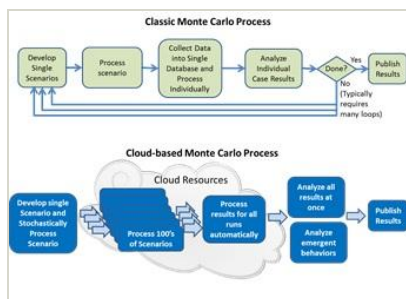 Classic Monte Carlo Process
Develop
Single
Scenarios
Process
scenario
Collect Data
into Single
Database and
Process
Individually
Analyze
Individual
Case Results
Done?
Yes
Publish
Results
No
(Typically
requires
many loops)
Cloud-based Monte Carlo Process
Cloud Resources
Develop single
Scenario and
Stochastically
Process
Scenario
Process 100's of Scenarios
Process
results for all
runs
automatically
Analyze all
results at
once
Analyze
emergent
behaviors
Publish
Results